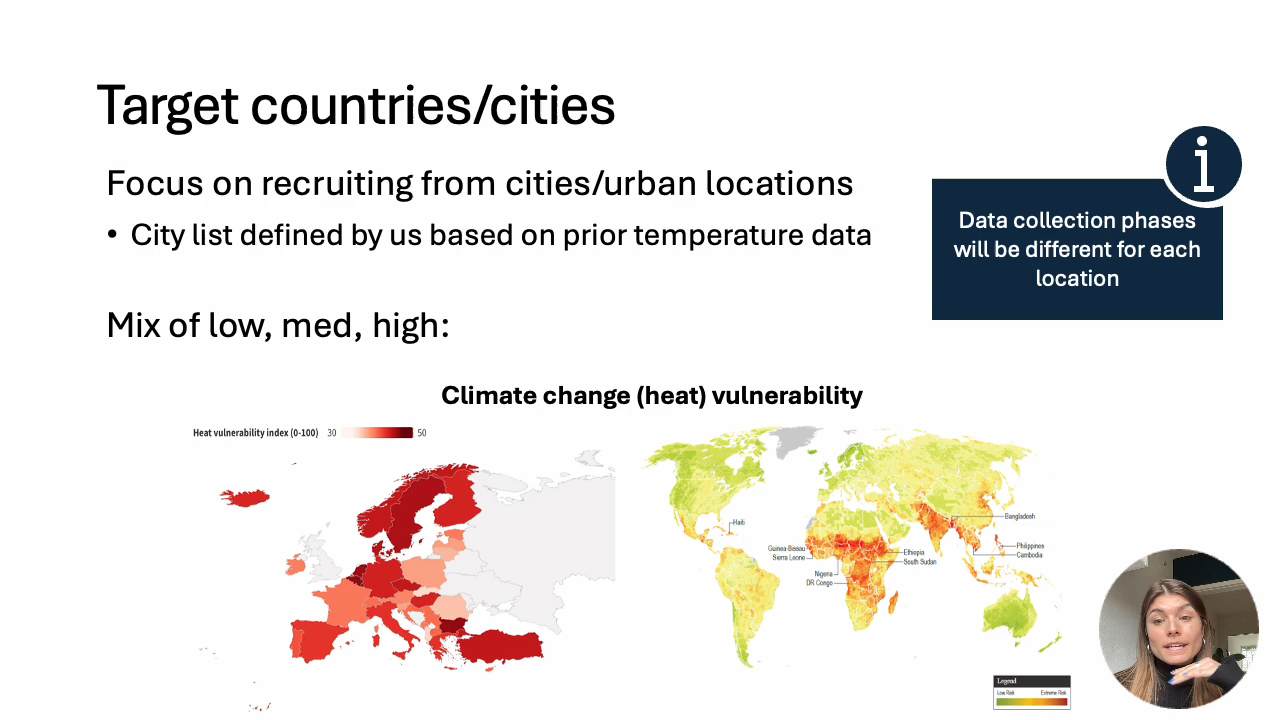 Target countries/cities
Focus on recruiting from cities/urban locations
• City list defined by us based on prior temperature data
i
Data collection phases
will be different for each
location
Mix of low, med, high:
Climate change (heat) vulnerability
Heat vulnerability index (0-100) 30 50
Haiti
Guinea-Bissau
Sierra Leone
Nigeria
DR Congo
Ethiopia
South Sudan
Bangladesh
Philippines
Cambodia
Legend
Low Risk Extreme Risk